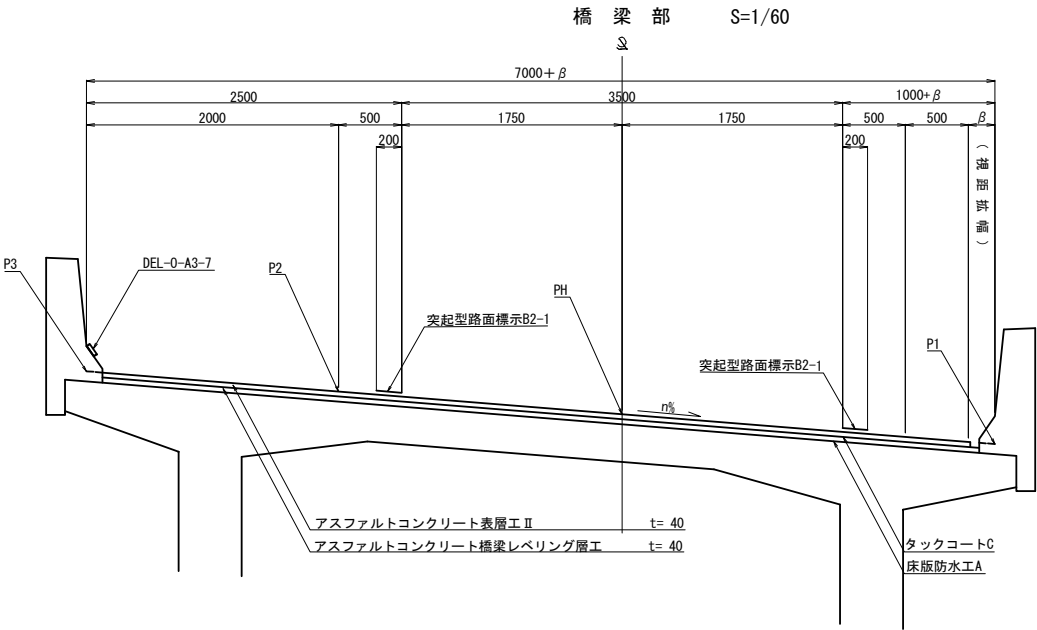 橋 梁 部 S=1/60
℄
7000+β
2500 3500 1000+β
2000 500 1750 1750 500 500 β
200 200
(視距拡幅)
P3 DEL-0-A3-7 P2 PH P1
突起型路面標示B2-1
突起型路面標示B2-1
n%
アスファルトコンクリート表層工Ⅱ t= 40
アスファルトコンクリート橋梁レベリング層工 t= 40
タックコートC
床版防水工A